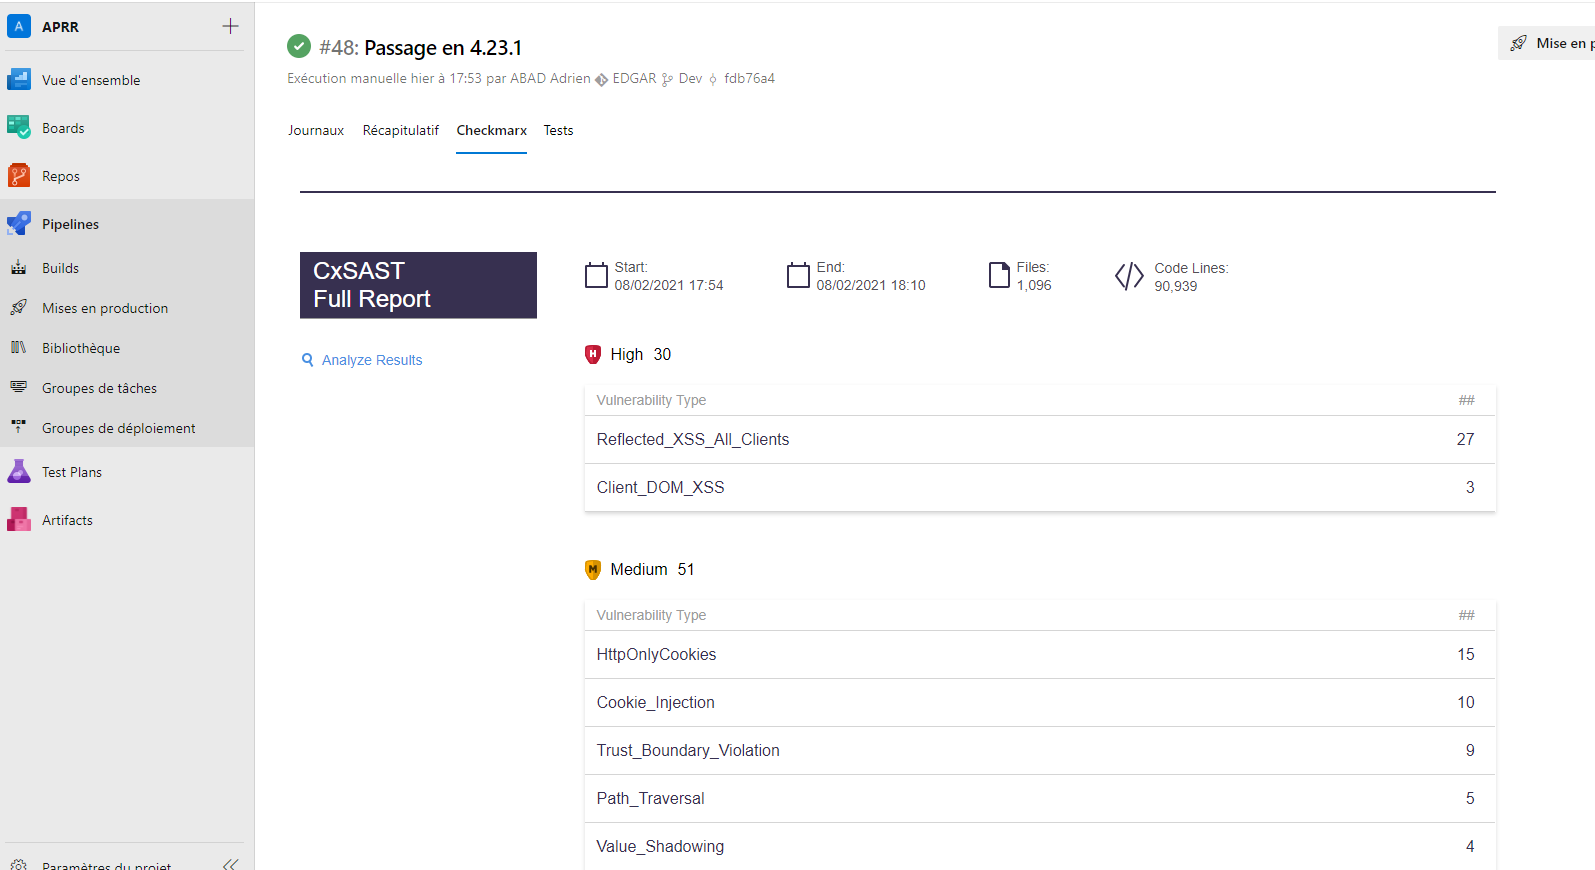 A APRR
Vue d'ensemble
Boards
Repos
Pipelines
Builds
Mises en production
Bibliothèque
Groupes de tâches
Groupes de déploiement
Test Plans
Artifacts
Paramètres du projet
#48: Passage en 4.23.1
Mise en p
Exécution manuelle hier à 17:53 par ABAD Adrien EDGAR Dev fdb76a4
Journaux Récapitulatif Checkmarx Tests
CxSAST
Full Report
Analyze Results
Start:
08/02/2021 17:54
End:
08/02/2021 18:10
Files:
1,096
Code Lines:
90,939
H High 30
Vulnerability Type ##
Reflected_XSS_All_Clients 27
Client_DOM_XSS 3
M Medium 51
Vulnerability Type ##
HttpOnlyCookies 15
Cookie_Injection 10
Trust_Boundary_Violation 9
Path_Traversal 5
Value_Shadowing 4